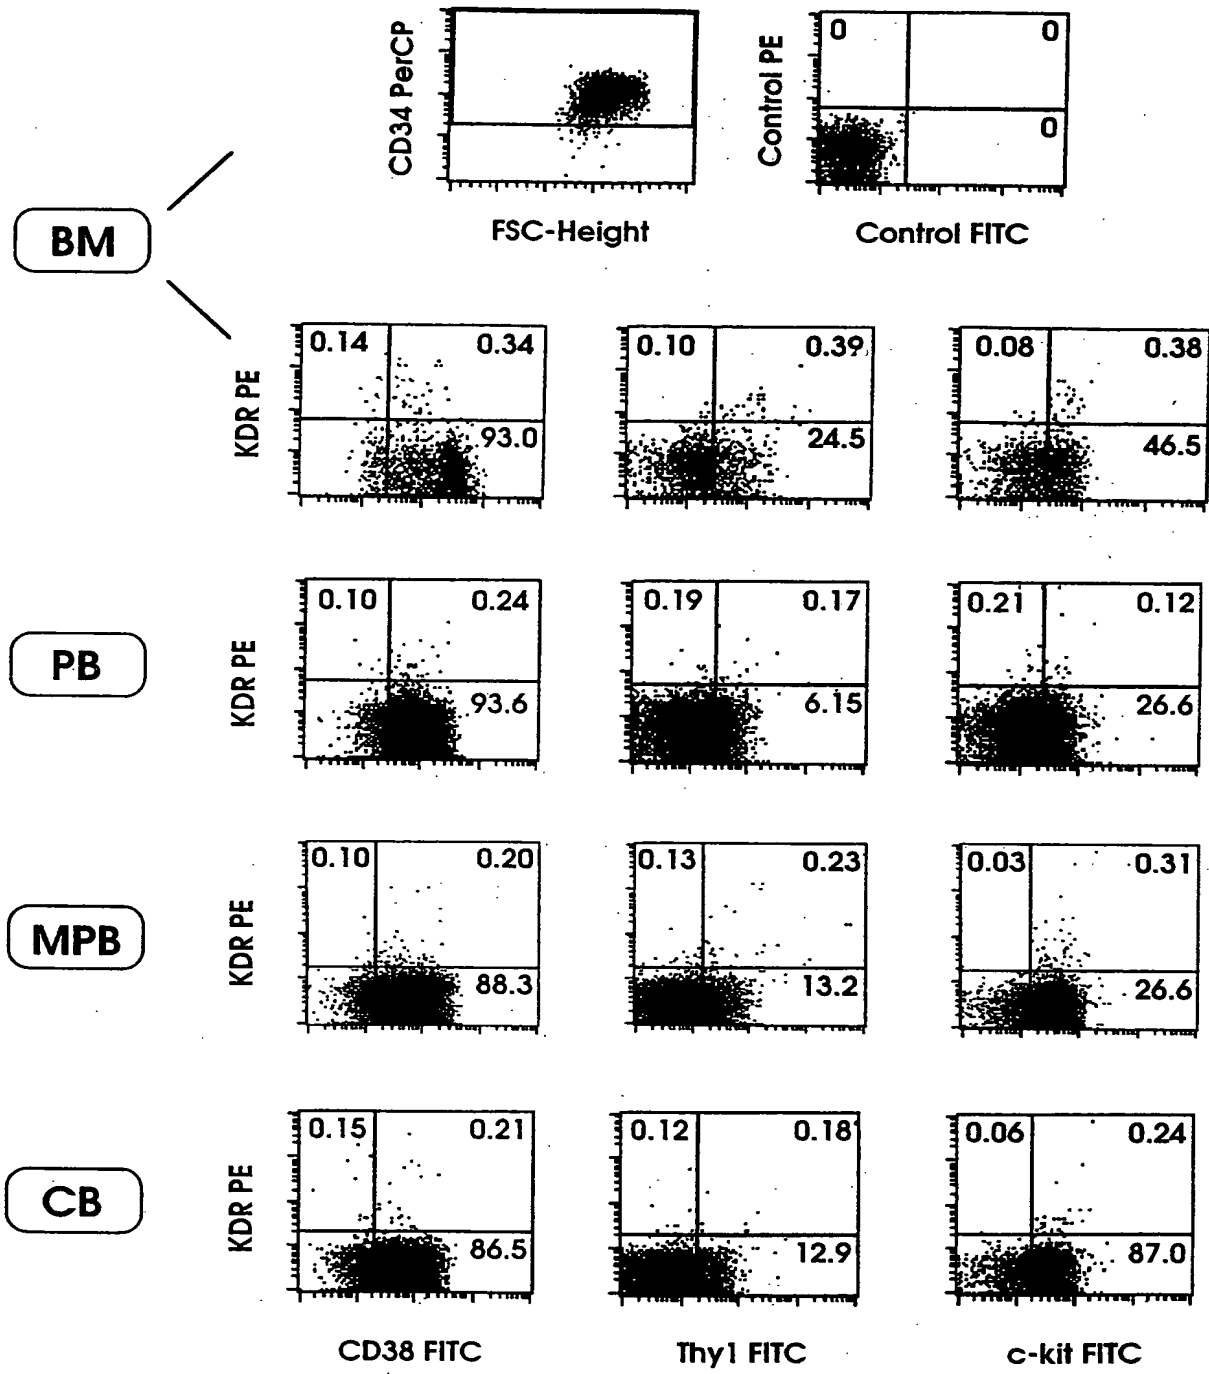 CD34 PerCP
FSC-Height
Control PE
0 0
0
Control FITC
BM
KDR PE
0.14 0.34
93.0
0.10 0.39
24.5
0.08 0.38
46.5
PB
KDR PE
0.10 0.24
93.6
0.19 0.17
6.15
0.21 0.12
26.6
MPB
KDR PE
0.10 0.20
88.3
0.13 0.23
13.2
0.03 0.31
26.6
CB
KDR PE
0.15 0.21
86.5
0.12 0.18
12.9
0.06 0.24
87.0
CD38 FITC
Thy1 FITC
c-kit FITC